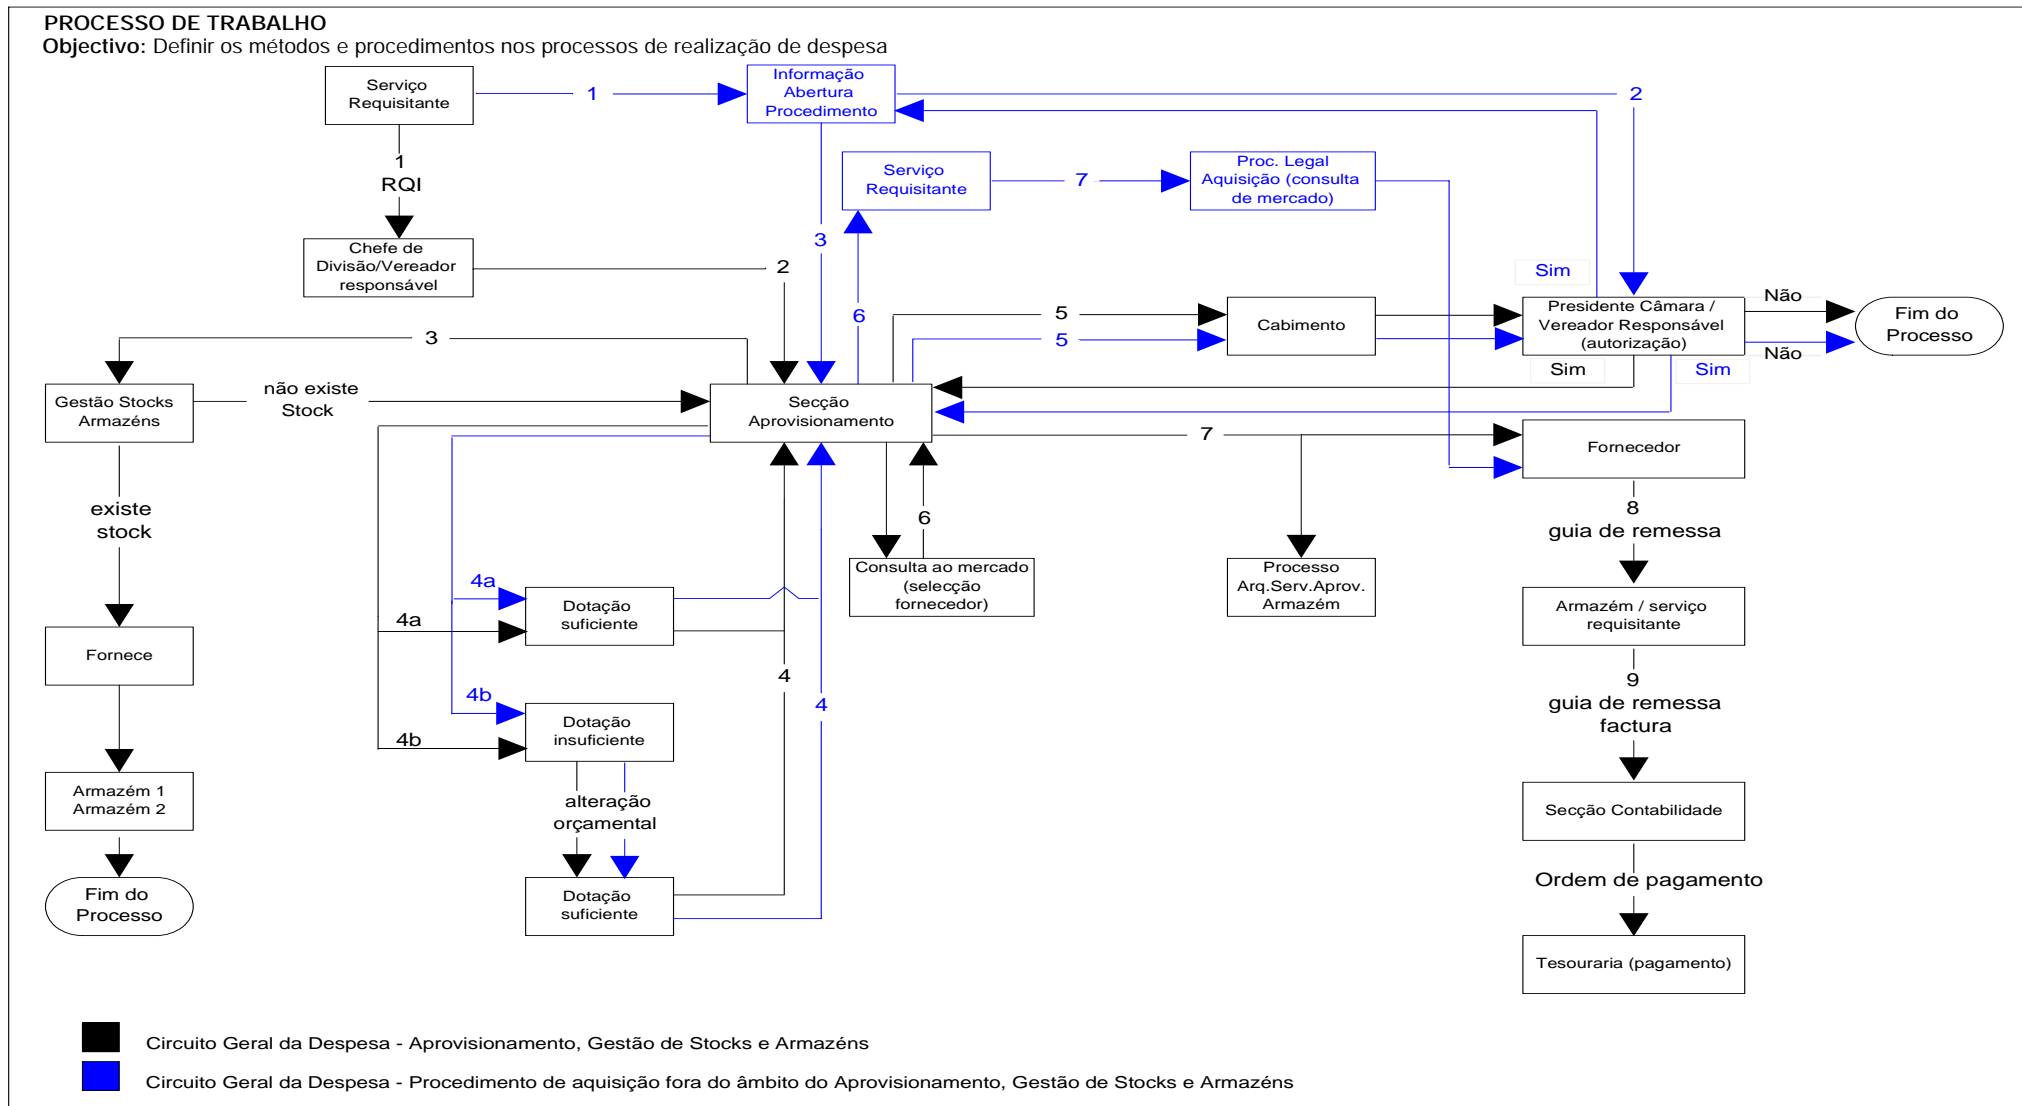 PROCESSO DE TRABALHO
Objectivo: Definir os métodos e procedimentos nos processos de realização de despesa
Serviço
Requisitante
1
Informação
Abertura
Procedimento
2
1
RQI
Serviço
Requisitante
7
Proc. Legal
Aquisição (consulta
de mercado)
3
Chefe de
Divisão/Vereador
responsável
2
6
Sim
5
5
Cabimento
Presidente Câmara /
Vereador Responsável
(autorização)
Não
Não
Fim do
Processo
Sim
Sim
3
Gestão Stocks
Armazéns
não existe
Stock
Secção
Aprovisionamento
7
Fornecedor
existe
stock
6
8
guia de remessa
Consulta ao mercado
(selecção
fornecedor)
Processo
Arq.Serv.Aprov.
Armazém
4a
4a
Dotação
suficiente
Armazém / serviço
requisitante
Fornece
4
4
9
guia de remessa
factura
4b
4b
Dotação
insuficiente
alteração
orçamental
Armazém 1
Armazém 2
Secção Contabilidade
Fim do
Processo
Dotação
suficiente
Ordem de pagamento
Tesouraria (pagamento)
Circuito Geral da Despesa - Aprovisionamento, Gestão de Stocks e Armazéns
Circuito Geral da Despesa - Procedimento de aquisição fora do âmbito do Aprovisionamento, Gestão de Stocks e Armazéns